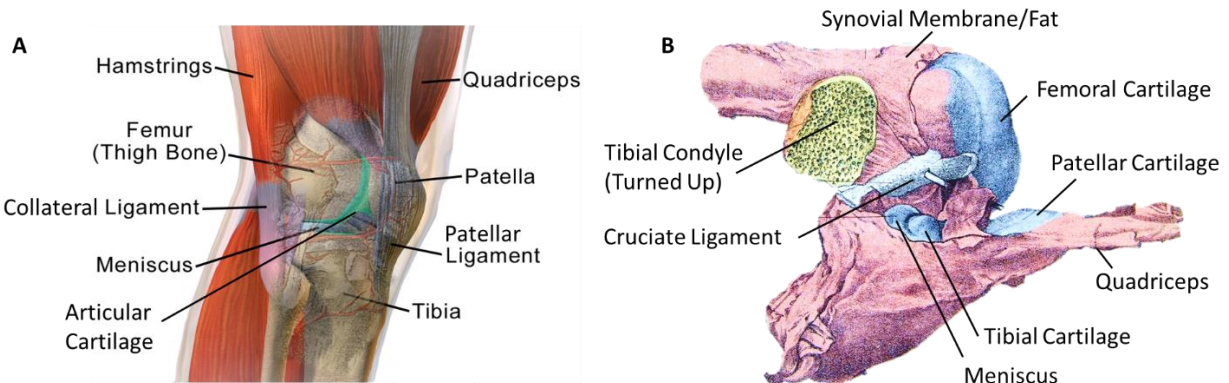 A
Hamstrings
Femur
(Thigh Bone)
Collateral Ligament
Meniscus
Articular
Cartilage
Quadriceps
Patella
Patellar
Ligament
Tibia
B
Synovial Membrane/Fat
Femoral Cartilage
Tibial Condyle
(Turned Up)
Patellar Cartilage
Cruciate Ligament
Quadriceps
Tibial Cartilage
Meniscus